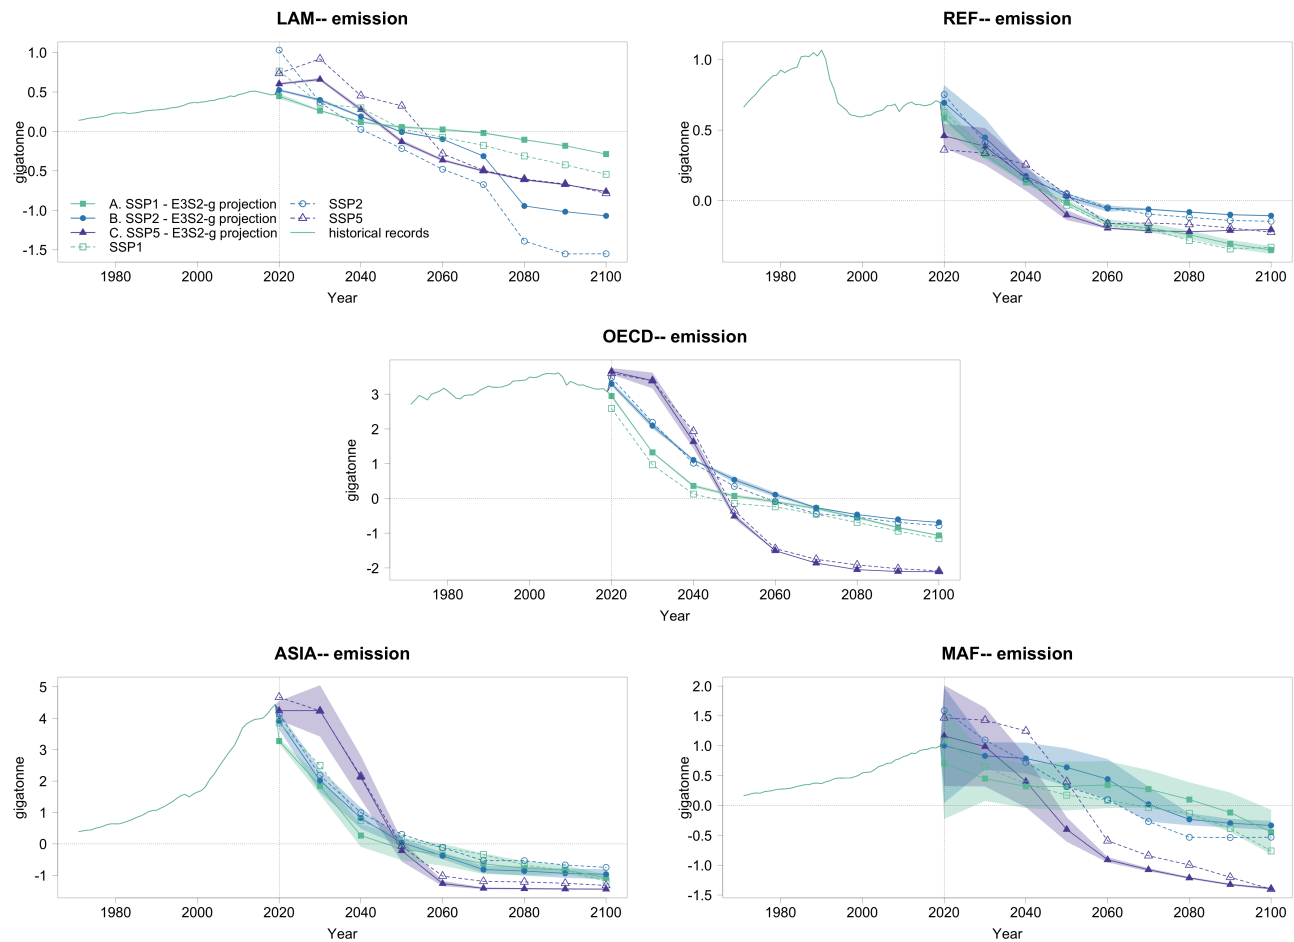 LAM-- emission
gigatonne
1.0
0.5
0.0
-0.5
-1.0
-1.5
A. SSP1 - E3S2-g projection
B. SSP2 - E3S2-g projection
C. SSP5 - E3S2-g projection
SSP1
SSP2
SSP5
historical records
1980 2000 2020 2040 2060 2080 2100
Year
REF-- emission
gigatonne
1.0
0.5
0.0
1980 2000 2020 2040 2060 2080 2100
Year
OECD-- emission
gigatonne
3
2
1
0
-1
-2
1980 2000 2020 2040 2060 2080 2100
Year
ASIA-- emission
gigatonne
5
4
3
2
1
0
-1
1980 2000 2020 2040 2060 2080 2100
Year
MAF-- emission
gigatonne
2.0
1.5
1.0
0.5
0.0
-0.5
-1.0
-1.5
1980 2000 2020 2040 2060 2080 2100
Year